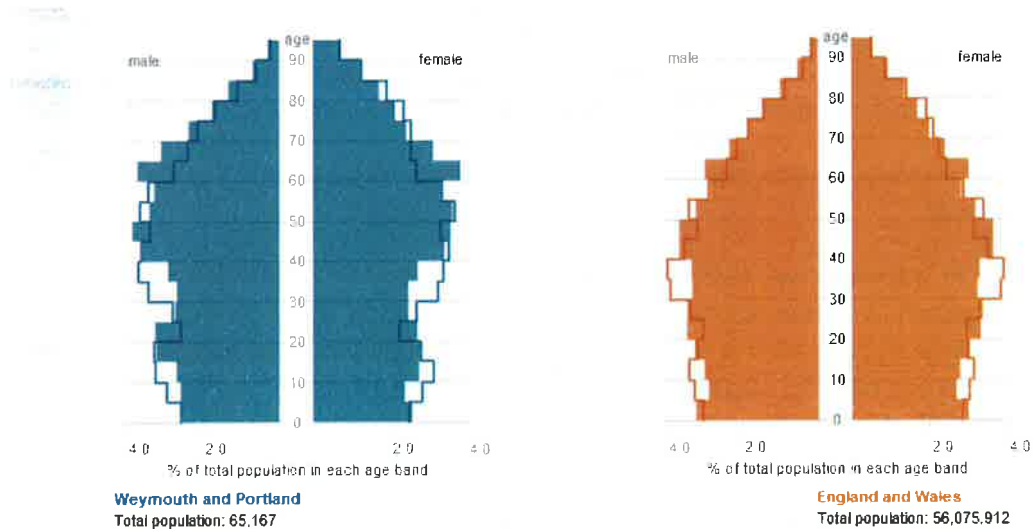 age
male
female
90
80
70
60
50
40
30
20
10
0
4 0
2 0
2 0
4 0
% of total population in each age band
Weymouth and Portland
Total population: 65,167
age
male
female
90
80
70
60
50
40
30
20
10
0
4 0
2 0
2 0
4 0
% of total population in each age band
England and Wales
Total population: 56,075,912